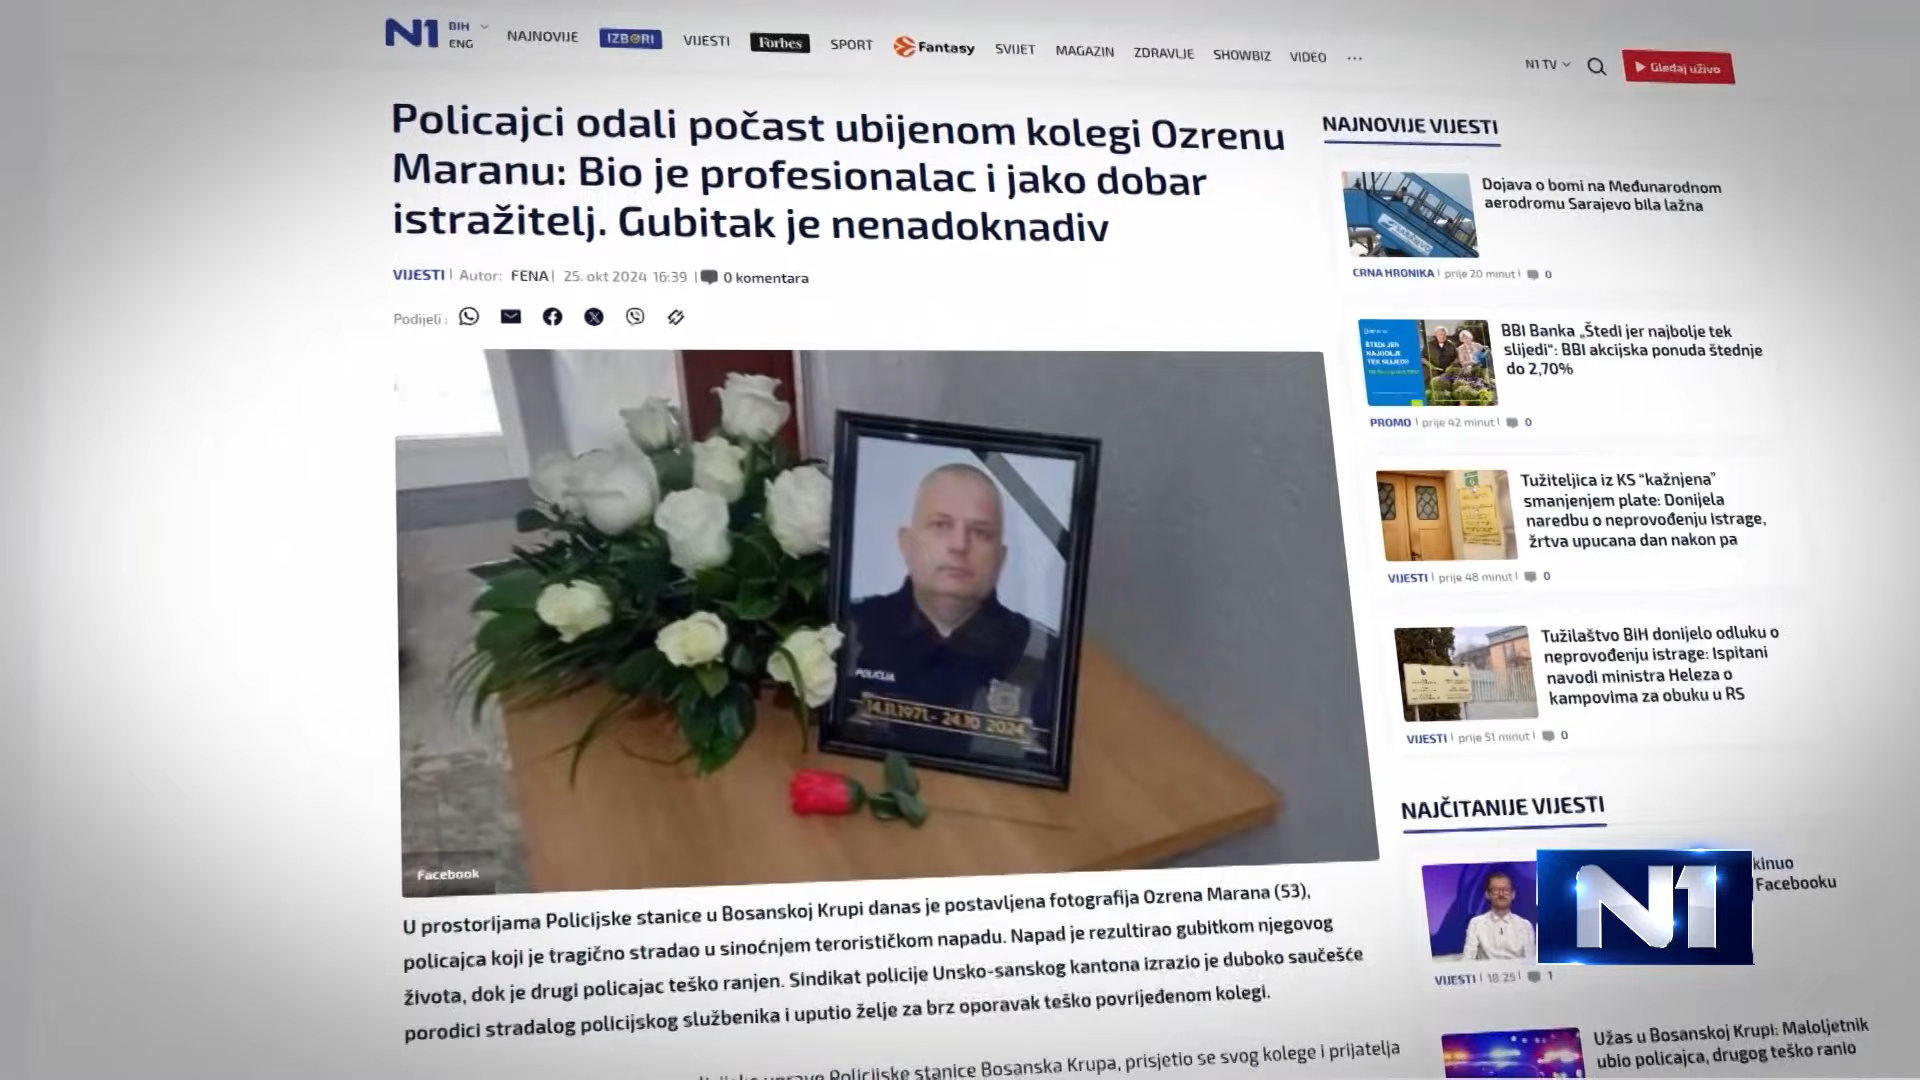 N1
BIH
ENG
NAJNOVIJE
IZBORI
VIJESTI
Forbes
SPORT
Fantasy
SVIJET
MAGAZIN
ZDRAVLJE
SHOWBIZ
VIDEO
...
N1 TV
Gledaj uživo
Policajci odali počast ubijenom kolegi Ozrenu
Maranu: Bio je profesionalac i jako dobar
istražitelj. Gubitak je nenadoknadiv
VIJESTI | Autor: FENA | 25. okt 2024 16:39 | 0 komentara
Podijeli :
POLICIJA
14.11.1971.- 24.10 2024.
Facebook
U prostorijama Policijske stanice u Bosanskoj Krupi danas je postavljena fotografija Ozrena Marana (53),
policajca koji je tragično stradao u sinoćnjem terorističkom napadu. Napad je rezultirao gubitkom njegovog
života, dok je drugi policajac teško ranjen. Sindikat policije Unsko-sanskog kantona izrazio je duboko saučešće
porodici stradalog policijskog službenika i uputio želje za brz oporavak teško povrijeđenom kolegi.
Policijske stanice Bosanska Krupa, prisjetio se svog kolege i prijatelja
NAJNOVIJE VIJESTI
Dojava o bomi na Međunarodnom
aerodromu Sarajevo bila lažna
CRNA HRONIKA | prije 20 minut | 0
ŠTEDI JER
NAJBOLJE
TEK SLIJEDI
BBI Banka „Štedi jer najbolje tek
slijedi“: BBI akcijska ponuda štednje
do 2,70%
PROMO | prije 42 minut | 0
Tužiteljica iz KS “kažnjena”
smanjenjem plate: Donijela
naredbu o neprovođenju istrage,
žrtva upucana dan nakon pa
VIJESTI | prije 48 minut | 0
Tužilaštvo BiH donijelo odluku o
neprovođenju istrage: Ispitani
navodi ministra Heleza o
kampovima za obuku u RS
VIJESTI | prije 51 minut | 0
NAJČITANIJE VIJESTI
kinuo
Facebooku
VIJESTI | 18:25 | 1
N1
Užas u Bosanskoj Krupi: Maloljetnik
ubio policajca, drugog teško ranio